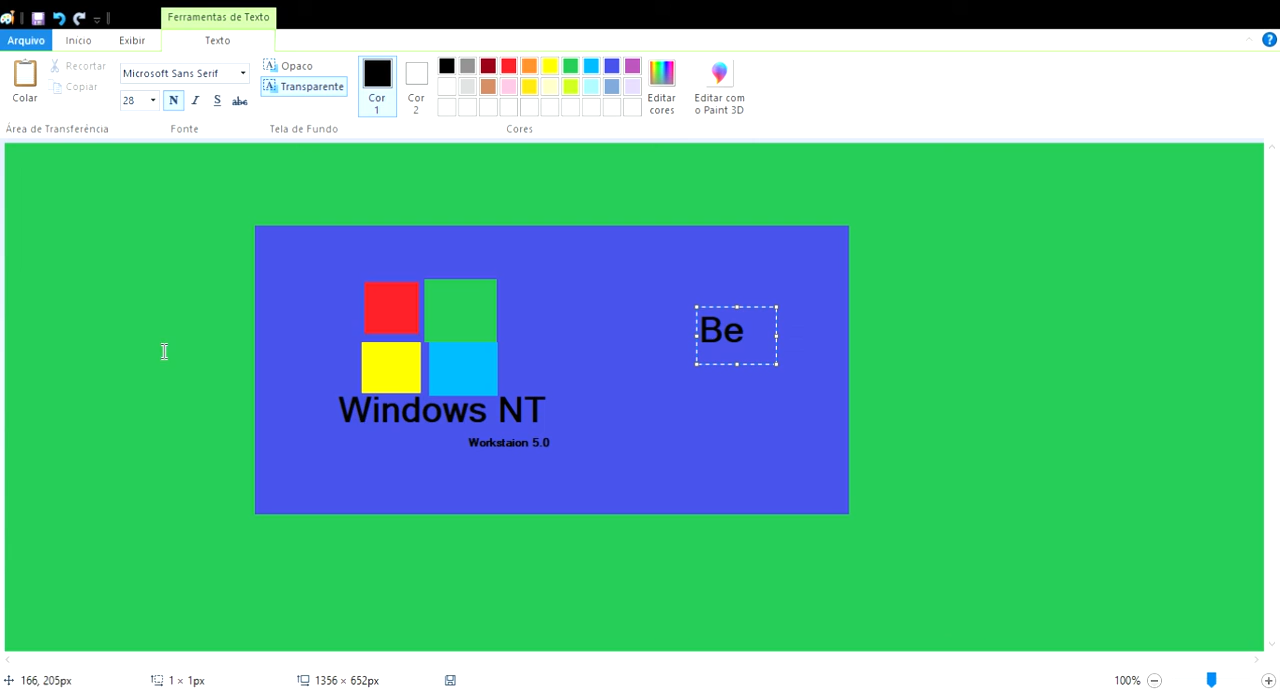 Ferramentas de Texto
Arquivo Início Exibir Texto
Colar
Recortar
Copiar
Microsoft Sans Serif
28 N I S abc
Opaco
Transparente
Cor 1
Cor 2
Editar cores
Editar com o Paint 3D
Área de Transferência Fonte Tela de Fundo Cores
Be
Windows NT
Workstaion 5.0
166, 205px 1 × 1px 1356 × 652px 100%